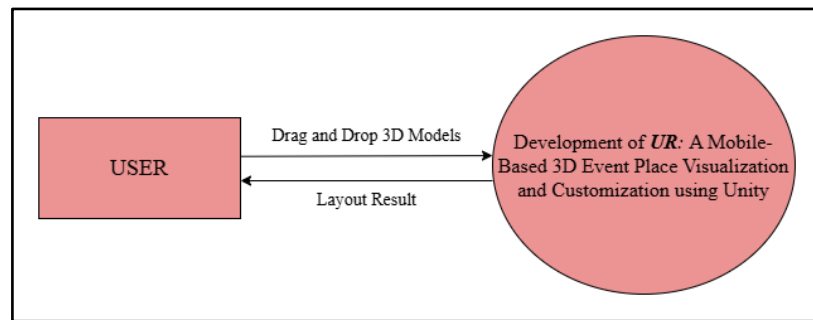 USER
Drag and Drop 3D Models
Layout Result
Development of UR: A Mobile-
Based 3D Event Place Visualization
and Customization using Unity